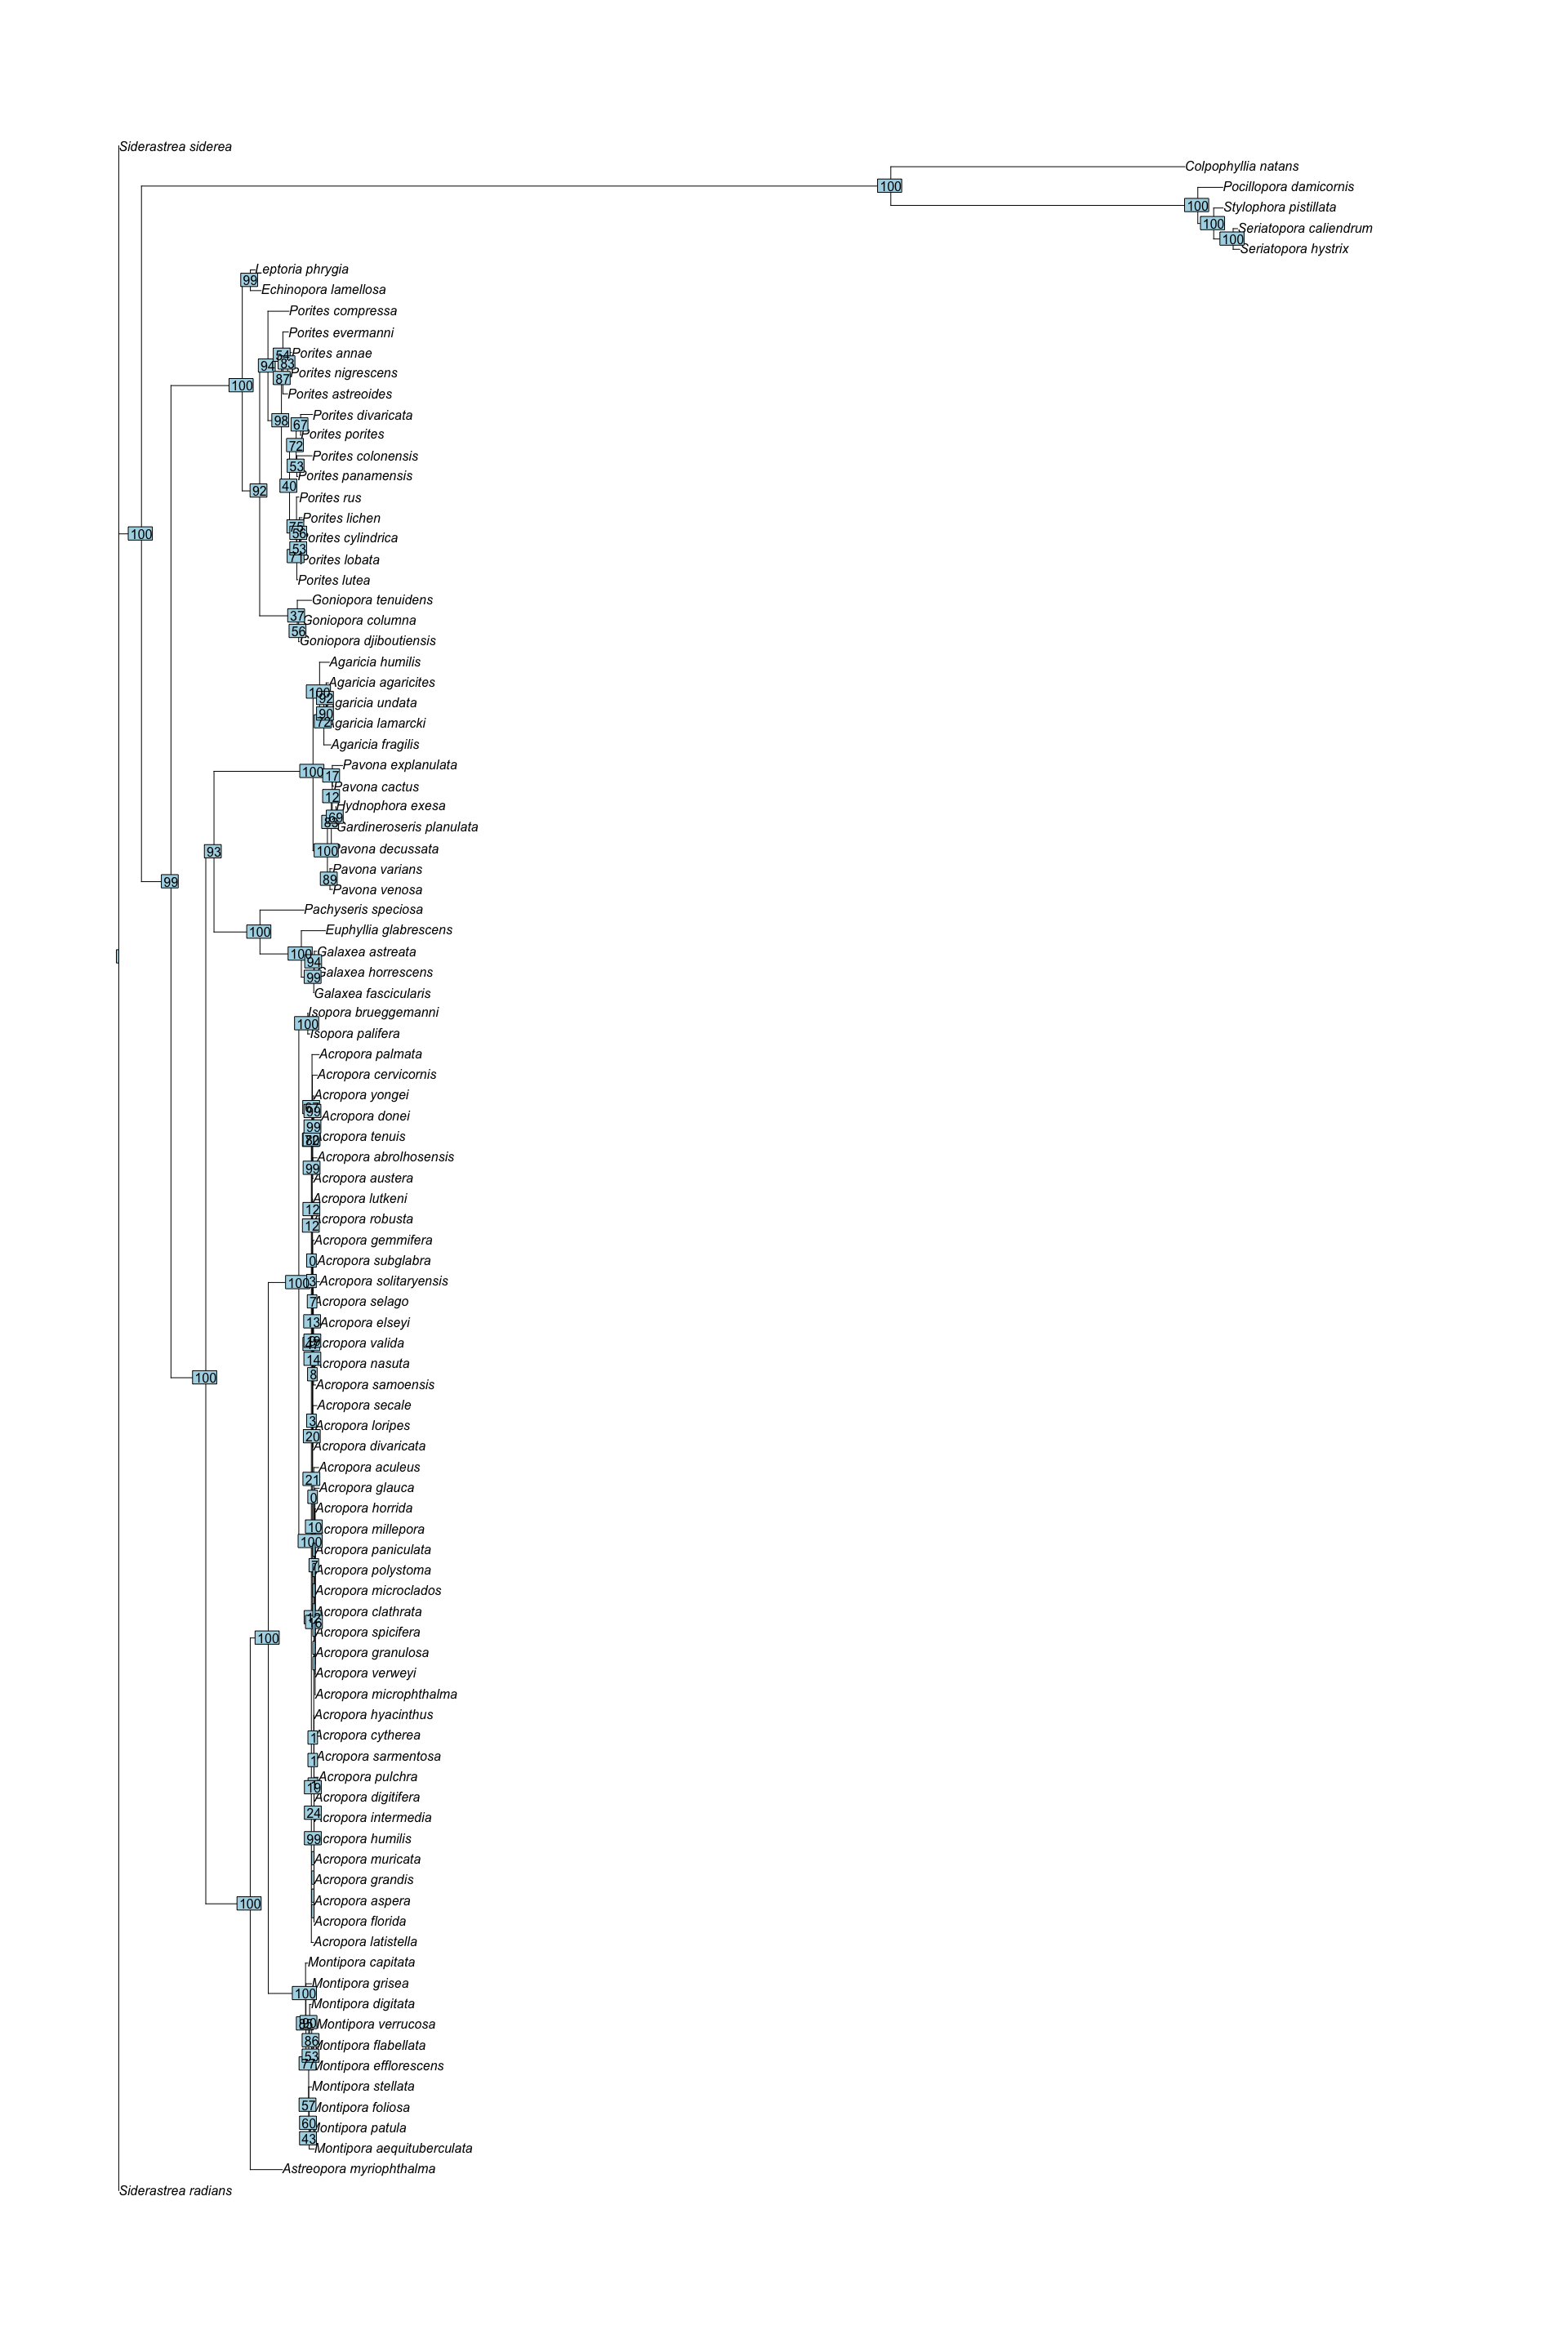 Siderastrea siderea
Colpophyllia natans
100
Pocillopora damicornis
100
Stylophora pistillata
100
Seriatopora caliendrum
100
Seriatopora hystrix
Leptoria phrygia
99
Echinopora lamellosa
Porites compressa
Porites evermanni
54
Porites annae
94
83
Porites nigrescens
87
100
Porites astreoides
Porites divaricata
98
67
Porites porites
72
Porites colonensis
53
Porites panamensis
40
92
Porites rus
Porites lichen
75
56
100
Porites cylindrica
53
71
Porites lobata
Porites lutea
Goniopora tenuidens
37
Goniopora columna
56
Goniopora djiboutiensis
Agaricia humilis
Agaricia agaricites
100
92
Agaricia undata
90
72
Agaricia lamarcki
Agaricia fragilis
Pavona explanulata
100
17
Pavona cactus
12
Hydnophora exesa
69
85
Gardineroseris planulata
93
100
Pavona decussata
Pavona varians
99
89
Pavona venosa
Pachyseris speciosa
100
Euphyllia glabrescens
100
Galaxea astreata
94
Galaxea horrescens
99
Galaxea fascicularis
Isopora brueggemanni
100
Isopora palifera
Acropora palmata
Acropora cervicornis
Acropora yongei
99
Acropora donei
99
Acropora tenuis
Acropora abrolhosensis
99
Acropora austera
Acropora lutkeni
12
Acropora robusta
12
Acropora gemmifera
0
Acropora subglabra
100
3
Acropora solitaryensis
7
Acropora selago
13
Acropora elseyi
Acropora valida
14
Acropora nasuta
8
100
Acropora samoensis
Acropora secale
3
Acropora loripes
20
Acropora divaricata
Acropora aculeus
21
Acropora glauca
0
Acropora horrida
10
Acropora millepora
100
Acropora paniculata
7
Acropora polystoma
Acropora microclados
Acropora clathrata
16
Acropora spicifera
100
Acropora granulosa
Acropora verweyi
Acropora microphthalma
Acropora hyacinthus
1
Acropora cytherea
1
Acropora sarmentosa
Acropora pulchra
19
Acropora digitifera
24
Acropora intermedia
99
Acropora humilis
Acropora muricata
Acropora grandis
100
Acropora aspera
Acropora florida
Acropora latistella
Montipora capitata
Montipora grisea
100
Montipora digitata
Montipora verrucosa
86
Montipora flabellata
53
77
Montipora efflorescens
Montipora stellata
57
Montipora foliosa
60
Montipora patula
43
Montipora aequituberculata
Astreopora myriophthalma
Siderastrea radians